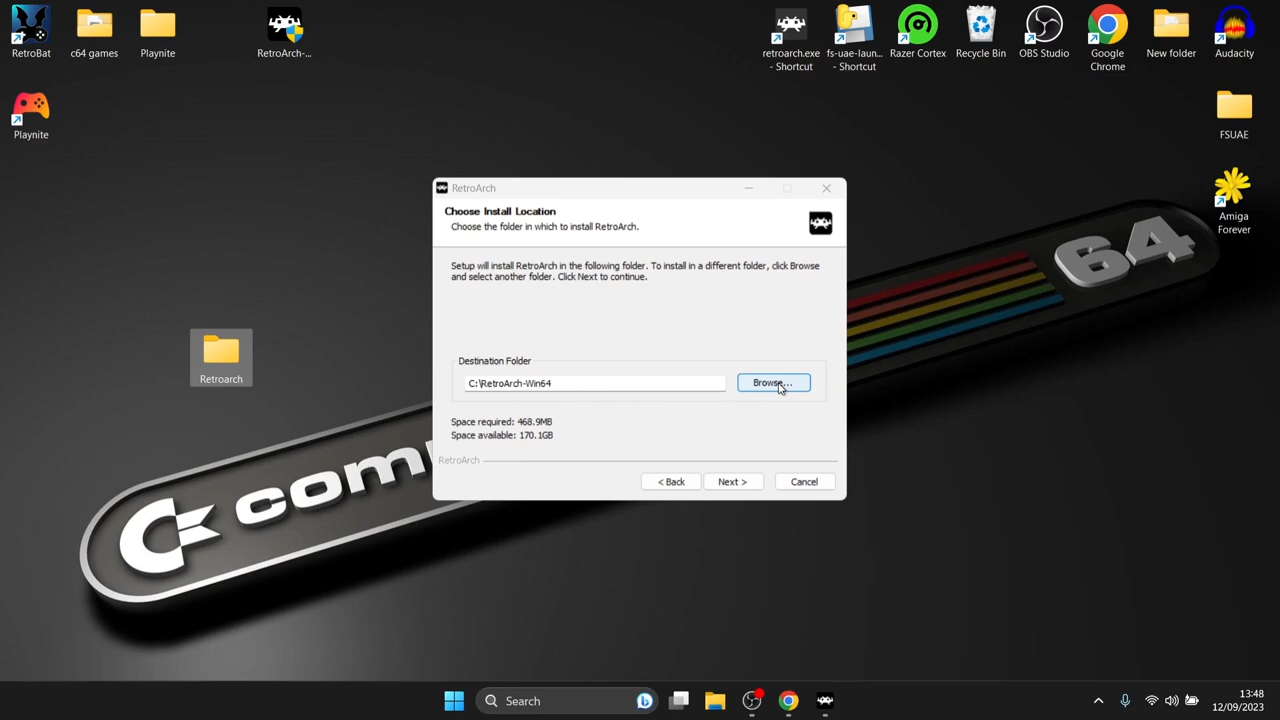 RetroBat
c64 games
Playnite
RetroArch-...
retroarch.exe
- Shortcut
fs-uae-laun...
- Shortcut
Razer Cortex
Recycle Bin
OBS Studio
Google
Chrome
New folder
Audacity
Playnite
FSUAE
Amiga
Forever
Retroarch
RetroArch
Choose Install Location
Choose the folder in which to install RetroArch.
Setup will install RetroArch in the following folder. To install in a different folder, click Browse
and select another folder. Click Next to continue.
Destination Folder
C:\RetroArch-Win64
Browse...
Space required: 468.9MB
Space available: 170.1GB
RetroArch
< Back
Next >
Cancel
com
64
Search
13:48
12/09/2023